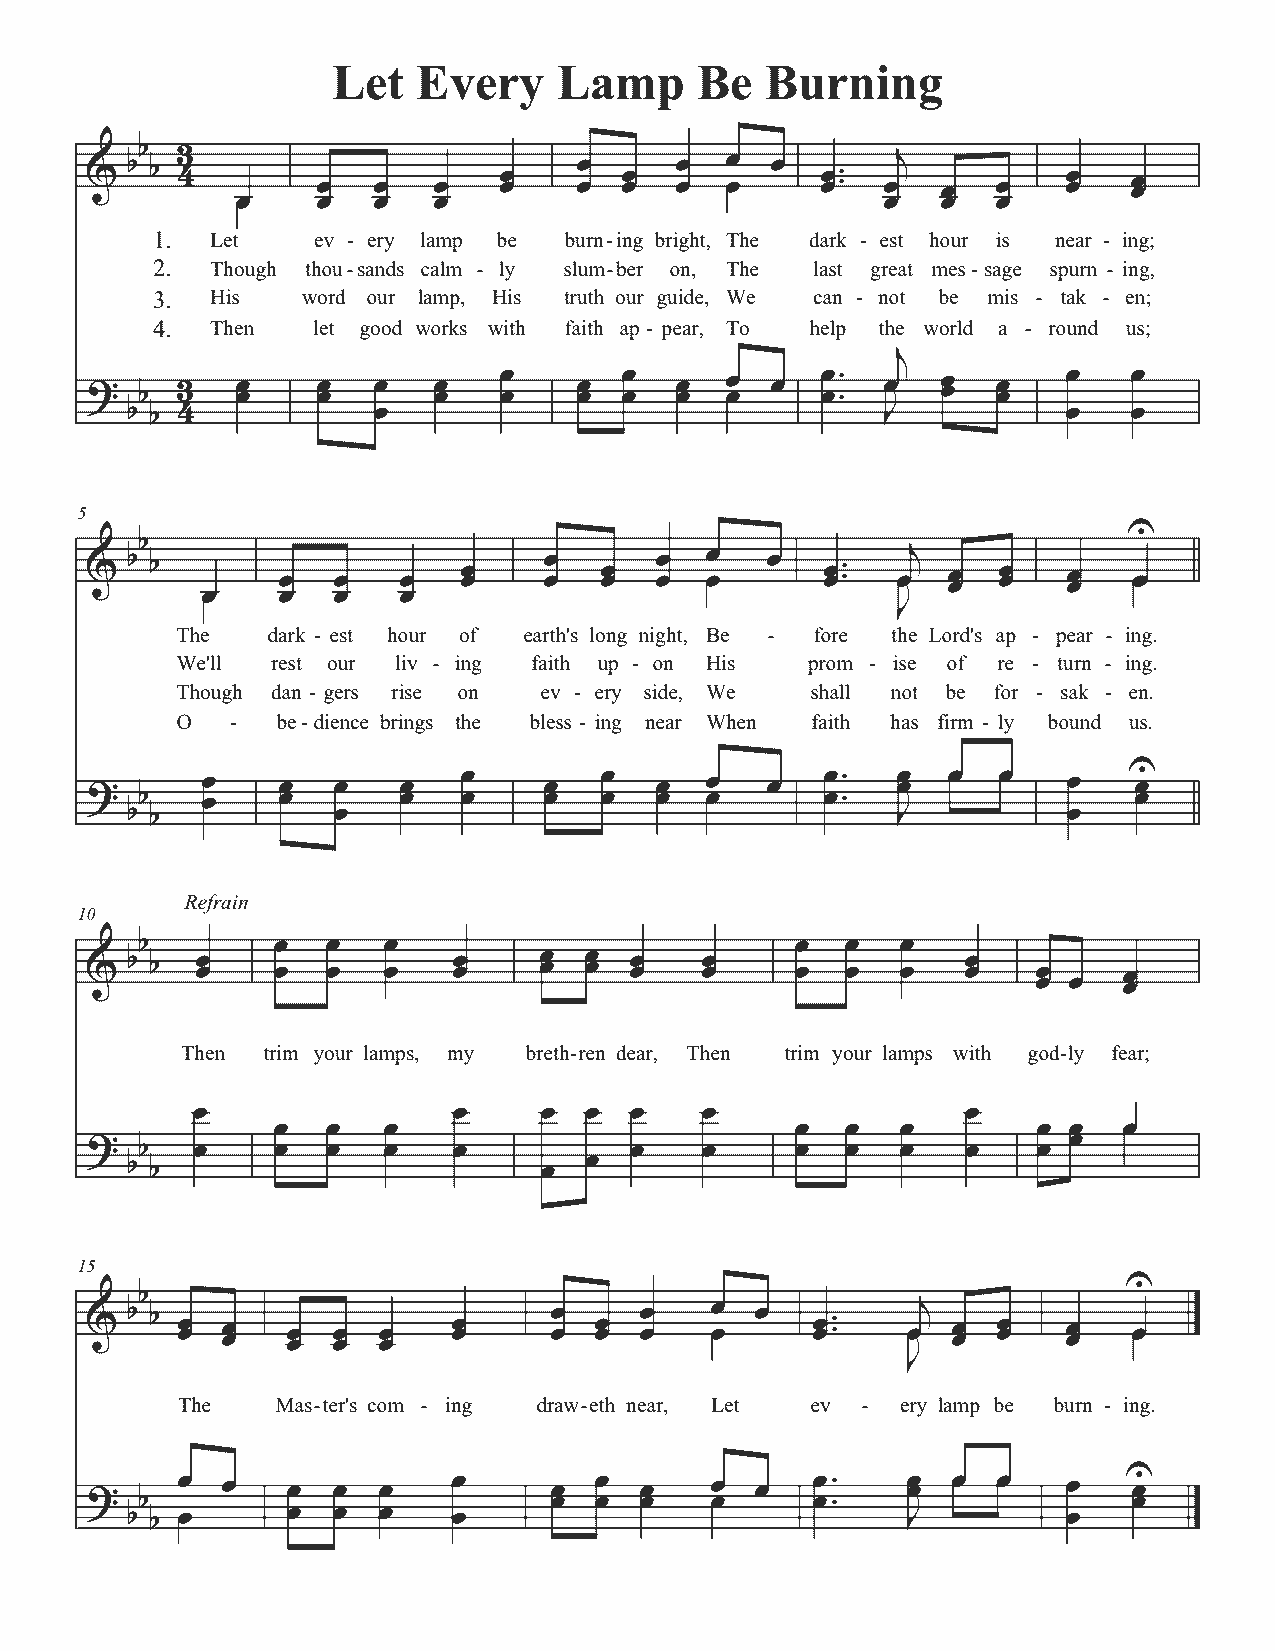 Let Every Lamp Be Burning
3
4
1. Let ev - ery lamp be burn-ing bright, The dark - est hour is near - ing;
2. Though thou-sands calm - ly slum-ber on, The last great mes-sage spurn - ing,
3. His word our lamp, His truth our guide, We can - not be mis - tak - en;
4. Then let good works with faith ap - pear, To help the world a - round us;
3
4
5
The dark - est hour of earth's long night, Be - fore the Lord's ap - pear - ing.
We'll rest our liv - ing faith up - on His prom - ise of re - turn - ing.
Though dan - gers rise on ev - ery side, We shall not be for - sak - en.
O - be - dience brings the bless - ing near When faith has firm - ly bound us.
Refrain
10
Then trim your lamps, my breth-ren dear, Then trim your lamps with god-ly fear;
15
The Mas-ter's com - ing draw-eth near, Let ev - ery lamp be burn - ing.